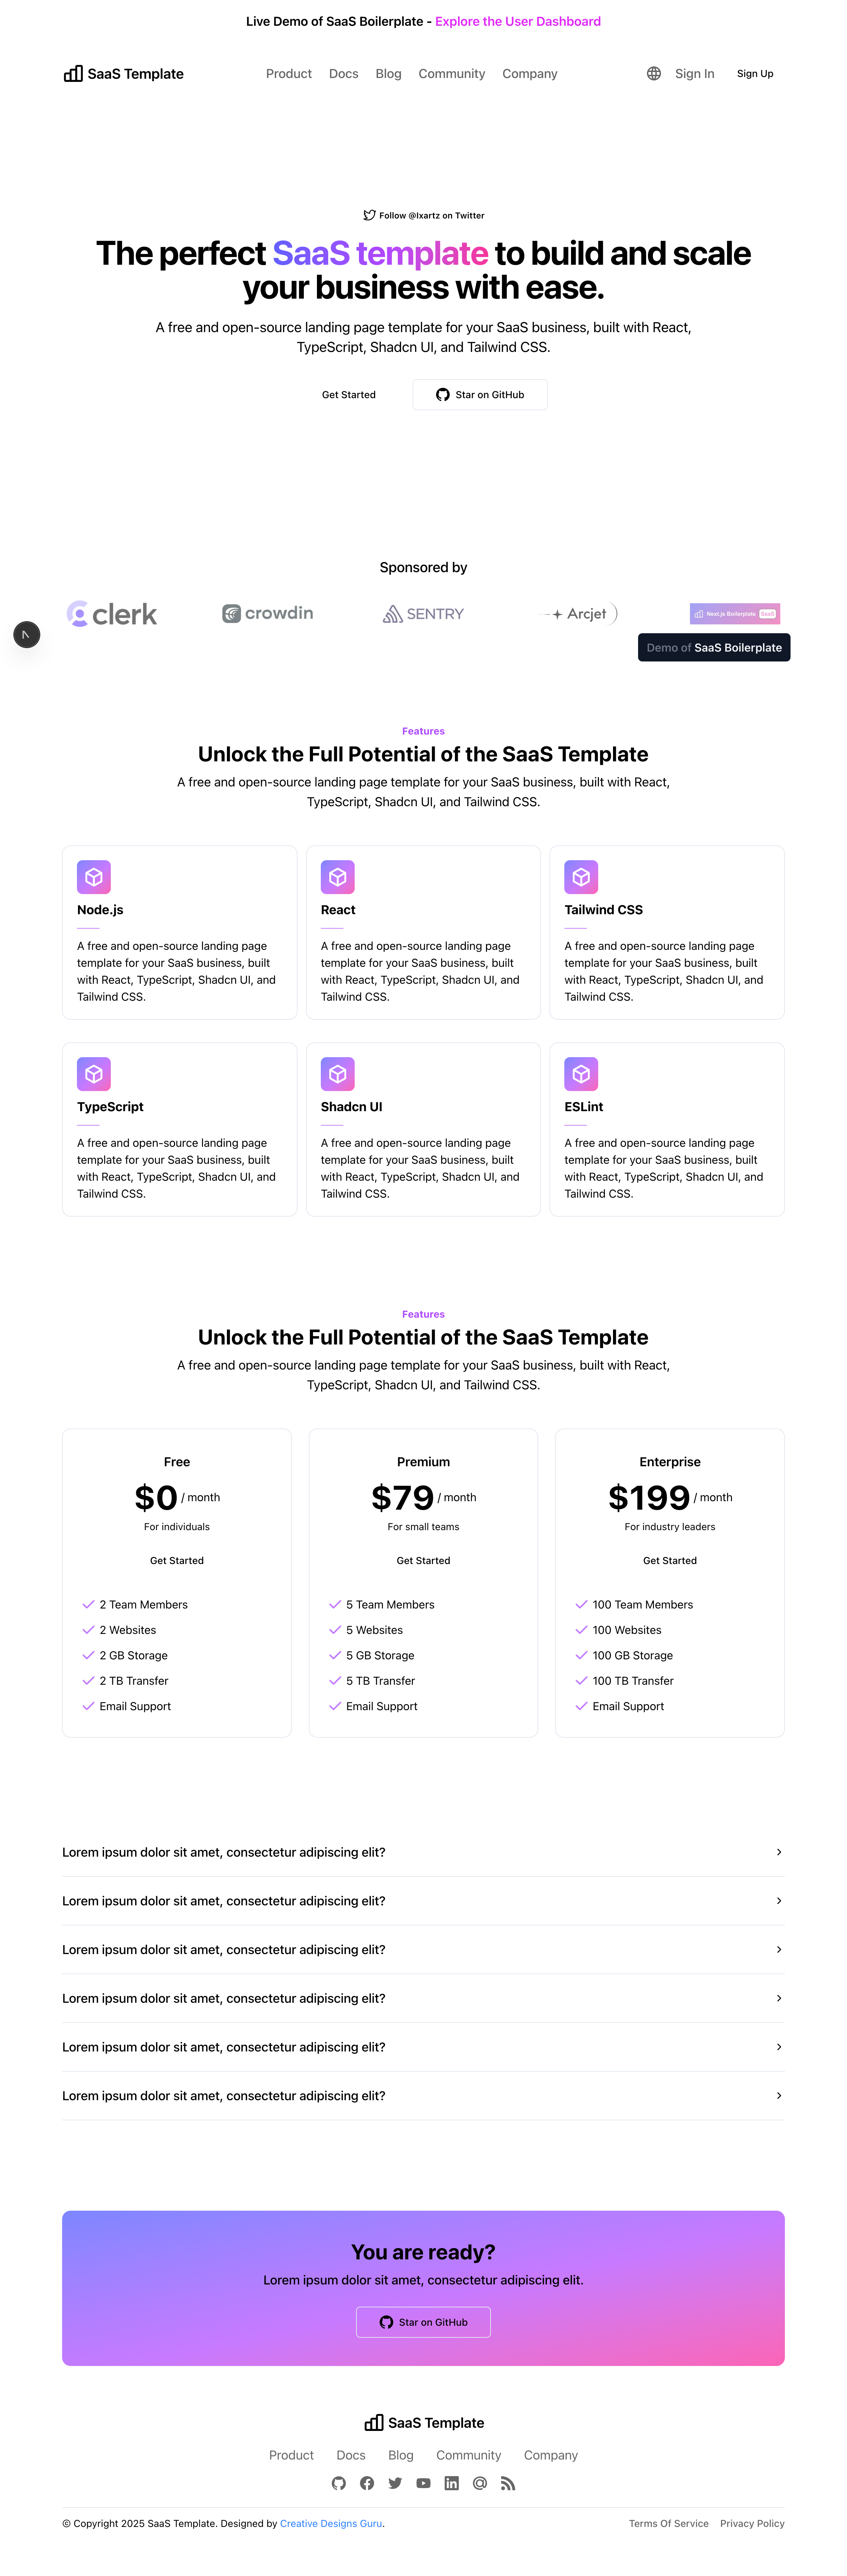 Live Demo of SaaS Boilerplate - Explore the User Dashboard
SaaS Template
Product Docs Blog Community Company
Sign In Sign Up
Follow @Ixartz on Twitter
The perfect SaaS template to build and scale
your business with ease.
A free and open-source landing page template for your SaaS business, built with React,
TypeScript, Shadcn UI, and Tailwind CSS.
Get Started
Star on GitHub
Sponsored by
clerk
crowdin
SENTRY
Arcjet
Next.js Boilerplate SaaS
N
Demo of SaaS Boilerplate
Features
Unlock the Full Potential of the SaaS Template
A free and open-source landing page template for your SaaS business, built with React,
TypeScript, Shadcn UI, and Tailwind CSS.
Node.js
A free and open-source landing page
template for your SaaS business, built
with React, TypeScript, Shadcn UI, and
Tailwind CSS.
React
A free and open-source landing page
template for your SaaS business, built
with React, TypeScript, Shadcn UI, and
Tailwind CSS.
Tailwind CSS
A free and open-source landing page
template for your SaaS business, built
with React, TypeScript, Shadcn UI, and
Tailwind CSS.
TypeScript
A free and open-source landing page
template for your SaaS business, built
with React, TypeScript, Shadcn UI, and
Tailwind CSS.
Shadcn UI
A free and open-source landing page
template for your SaaS business, built
with React, TypeScript, Shadcn UI, and
Tailwind CSS.
ESLint
A free and open-source landing page
template for your SaaS business, built
with React, TypeScript, Shadcn UI, and
Tailwind CSS.
Features
Unlock the Full Potential of the SaaS Template
A free and open-source landing page template for your SaaS business, built with React,
TypeScript, Shadcn UI, and Tailwind CSS.
Free
$0 / month
For individuals
Get Started
2 Team Members
2 Websites
2 GB Storage
2 TB Transfer
Email Support
Premium
$79 / month
For small teams
Get Started
5 Team Members
5 Websites
5 GB Storage
5 TB Transfer
Email Support
Enterprise
$199 / month
For industry leaders
Get Started
100 Team Members
100 Websites
100 GB Storage
100 TB Transfer
Email Support
Lorem ipsum dolor sit amet, consectetur adipiscing elit?
Lorem ipsum dolor sit amet, consectetur adipiscing elit?
Lorem ipsum dolor sit amet, consectetur adipiscing elit?
Lorem ipsum dolor sit amet, consectetur adipiscing elit?
Lorem ipsum dolor sit amet, consectetur adipiscing elit?
Lorem ipsum dolor sit amet, consectetur adipiscing elit?
You are ready?
Lorem ipsum dolor sit amet, consectetur adipiscing elit.
Star on GitHub
SaaS Template
Product Docs Blog Community Company
© Copyright 2025 SaaS Template. Designed by Creative Designs Guru.
Terms Of Service Privacy Policy